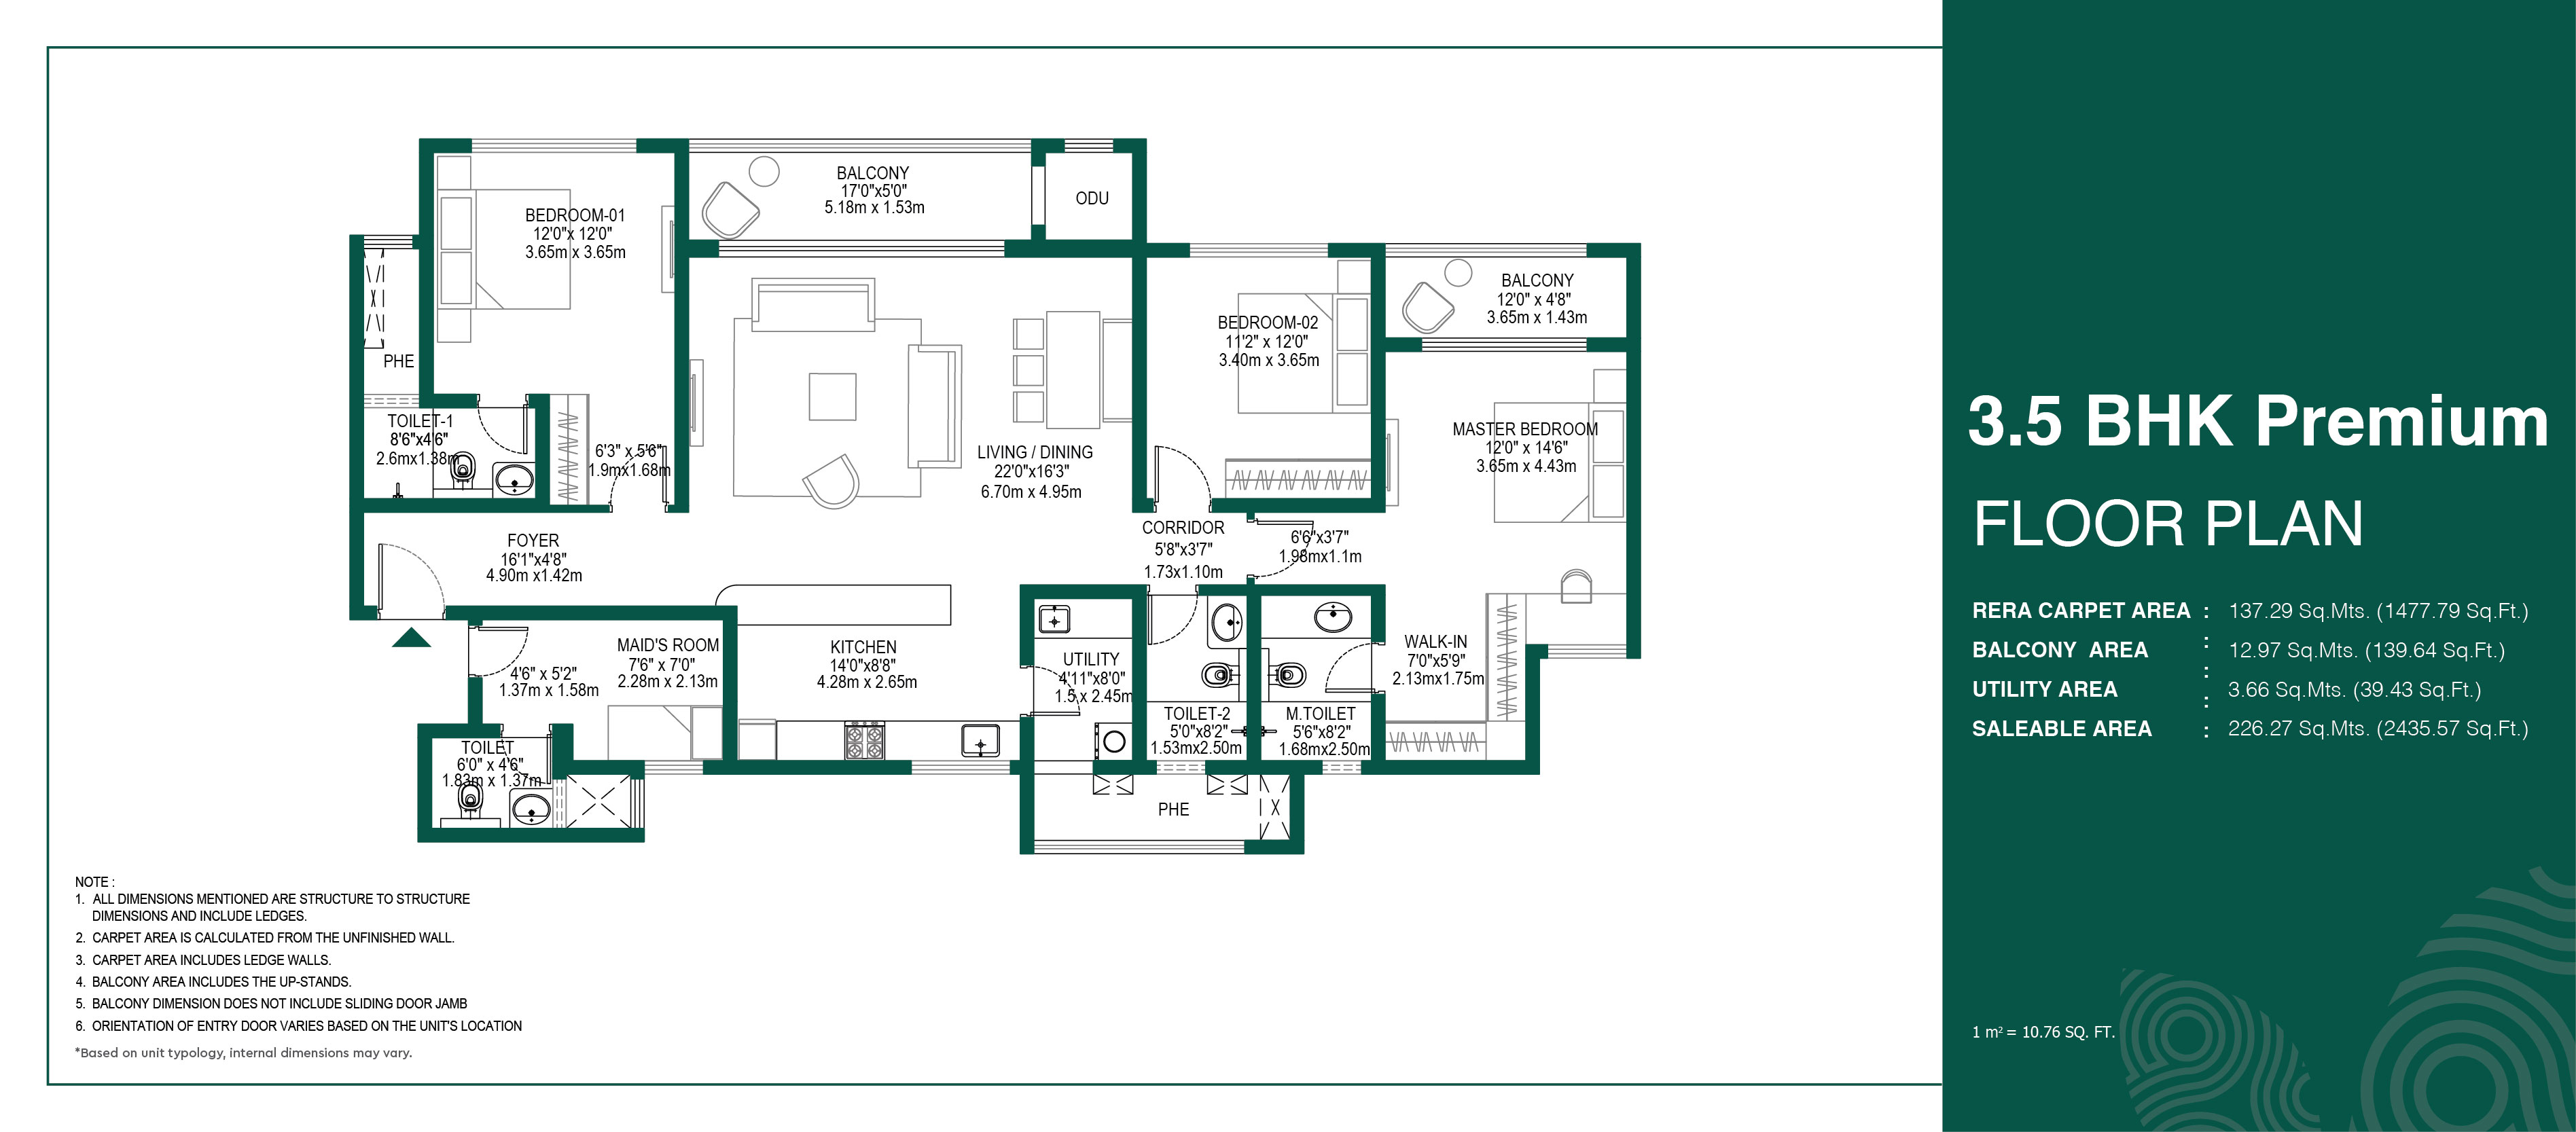 BEDROOM-01
12'0"x 12'0"
3.65m x 3.65m
BALCONY
17'0"x5'0"
5.18m x 1.53m
ODU
PHE
TOILET-1
8'6"x4'6"
2.6mx1.38m
6'3" x 5'6"
1.9mx1.68m
LIVING / DINING
22'0"x16'3"
6.70m x 4.95m
BEDROOM-02
11'2" x 12'0"
3.40m x 3.65m
BALCONY
12'0" x 4'8"
3.65m x 1.43m
MASTER BEDROOM
12'0" x 14'6"
3.65m x 4.43m
FOYER
16'1"x4'8"
4.90m x1.42m
CORRIDOR
5'8"x3'7"
1.73x1.10m
6'6"x3'7"
1.98mx1.1m
MAID'S ROOM
7'6" x 7'0"
2.28m x 2.13m
4'6" x 5'2"
1.37m x 1.58m
KITCHEN
14'0"x8'8"
4.28m x 2.65m
UTILITY
4'11"x8'0"
1.5 x 2.45m
TOILET-2
5'0"x8'2"
1.53mx2.50m
M.TOILET
5'6"x8'2"
1.68mx2.50m
WALK-IN
7'0"x5'9"
2.13mx1.75m
TOILET
6'0" x 4'6"
1.83m x 1.37m
PHE
NOTE :
1. ALL DIMENSIONS MENTIONED ARE STRUCTURE TO STRUCTURE
DIMENSIONS AND INCLUDE LEDGES.
2. CARPET AREA IS CALCULATED FROM THE UNFINISHED WALL.
3. CARPET AREA INCLUDES LEDGE WALLS.
4. BALCONY AREA INCLUDES THE UP-STANDS.
5. BALCONY DIMENSION DOES NOT INCLUDE SLIDING DOOR JAMB
6. ORIENTATION OF ENTRY DOOR VARIES BASED ON THE UNIT'S LOCATION
*Based on unit typology, internal dimensions may vary.
3.5 BHK Premium
FLOOR PLAN
RERA CARPET AREA : 137.29 Sq.Mts. (1477.79 Sq.Ft.)
BALCONY AREA : 12.97 Sq.Mts. (139.64 Sq.Ft.)
UTILITY AREA : 3.66 Sq.Mts. (39.43 Sq.Ft.)
SALEABLE AREA : 226.27 Sq.Mts. (2435.57 Sq.Ft.)
1 m² = 10.76 SQ. FT.